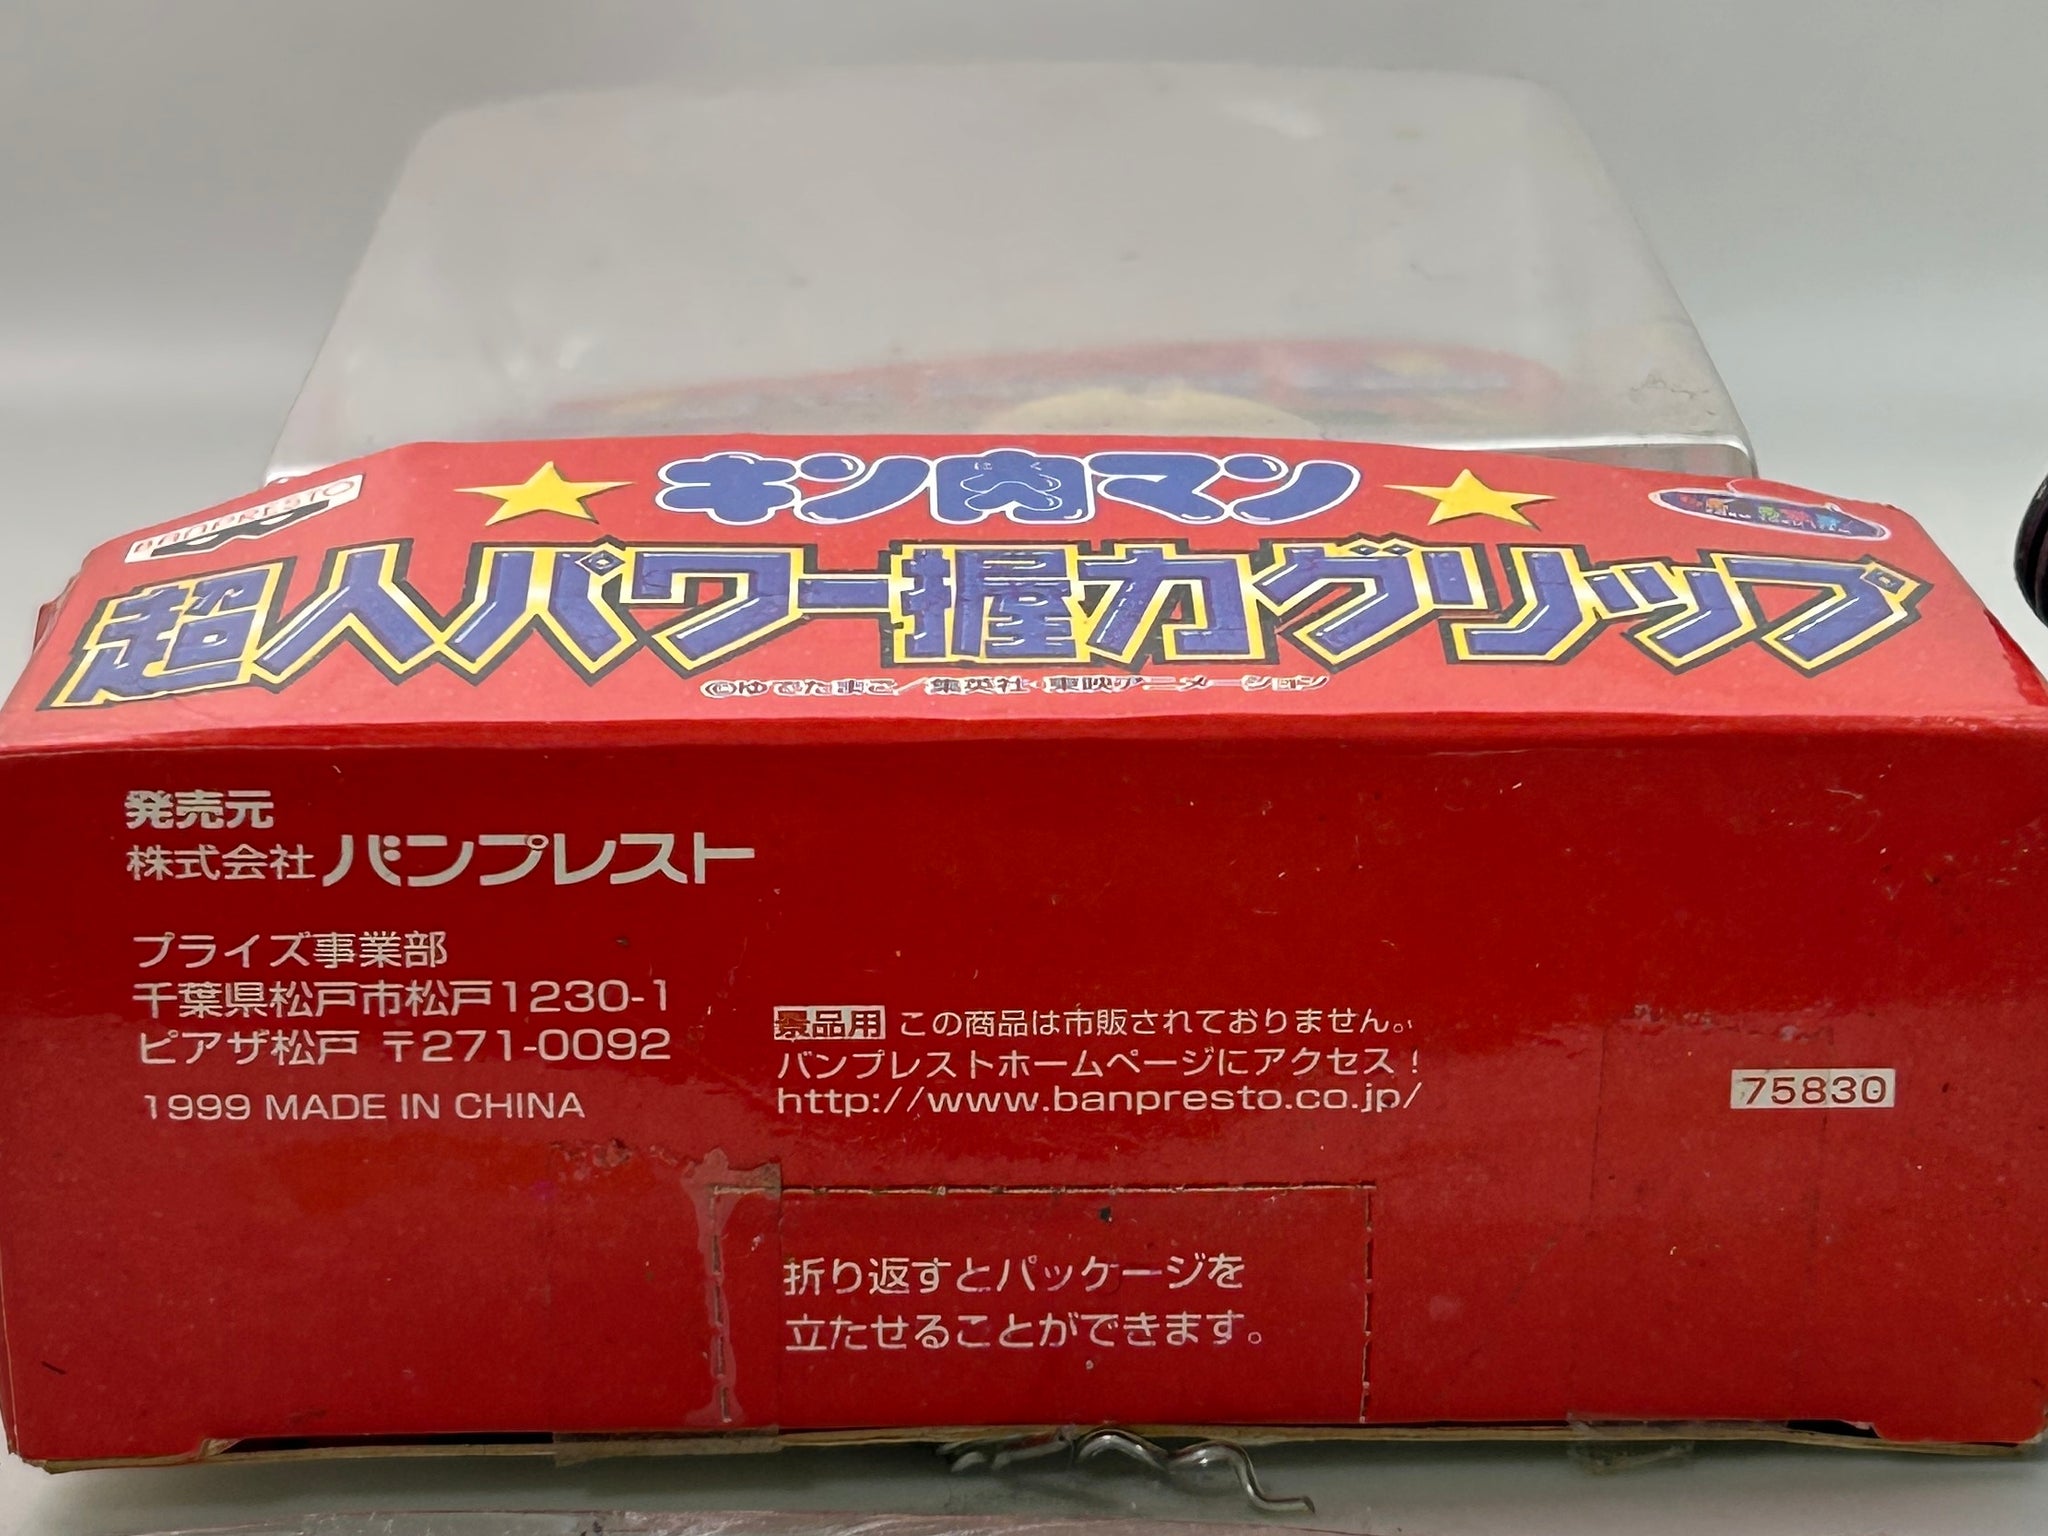 BANPRESTO
キン肉マン
超人パワー握力グリップ
©ゆでたまご/集英社・東映アニメーション
発売元
株式会社バンプレスト
プライズ事業部
千葉県松戸市松戸1230-1
ピアザ松戸 〒271-0092
1999 MADE IN CHINA
景品用 この商品は市販されておりません。
バンプレストホームページにアクセス!
http://www.banpresto.co.jp/
75830
折り返すとパッケージを
立たせることができます。